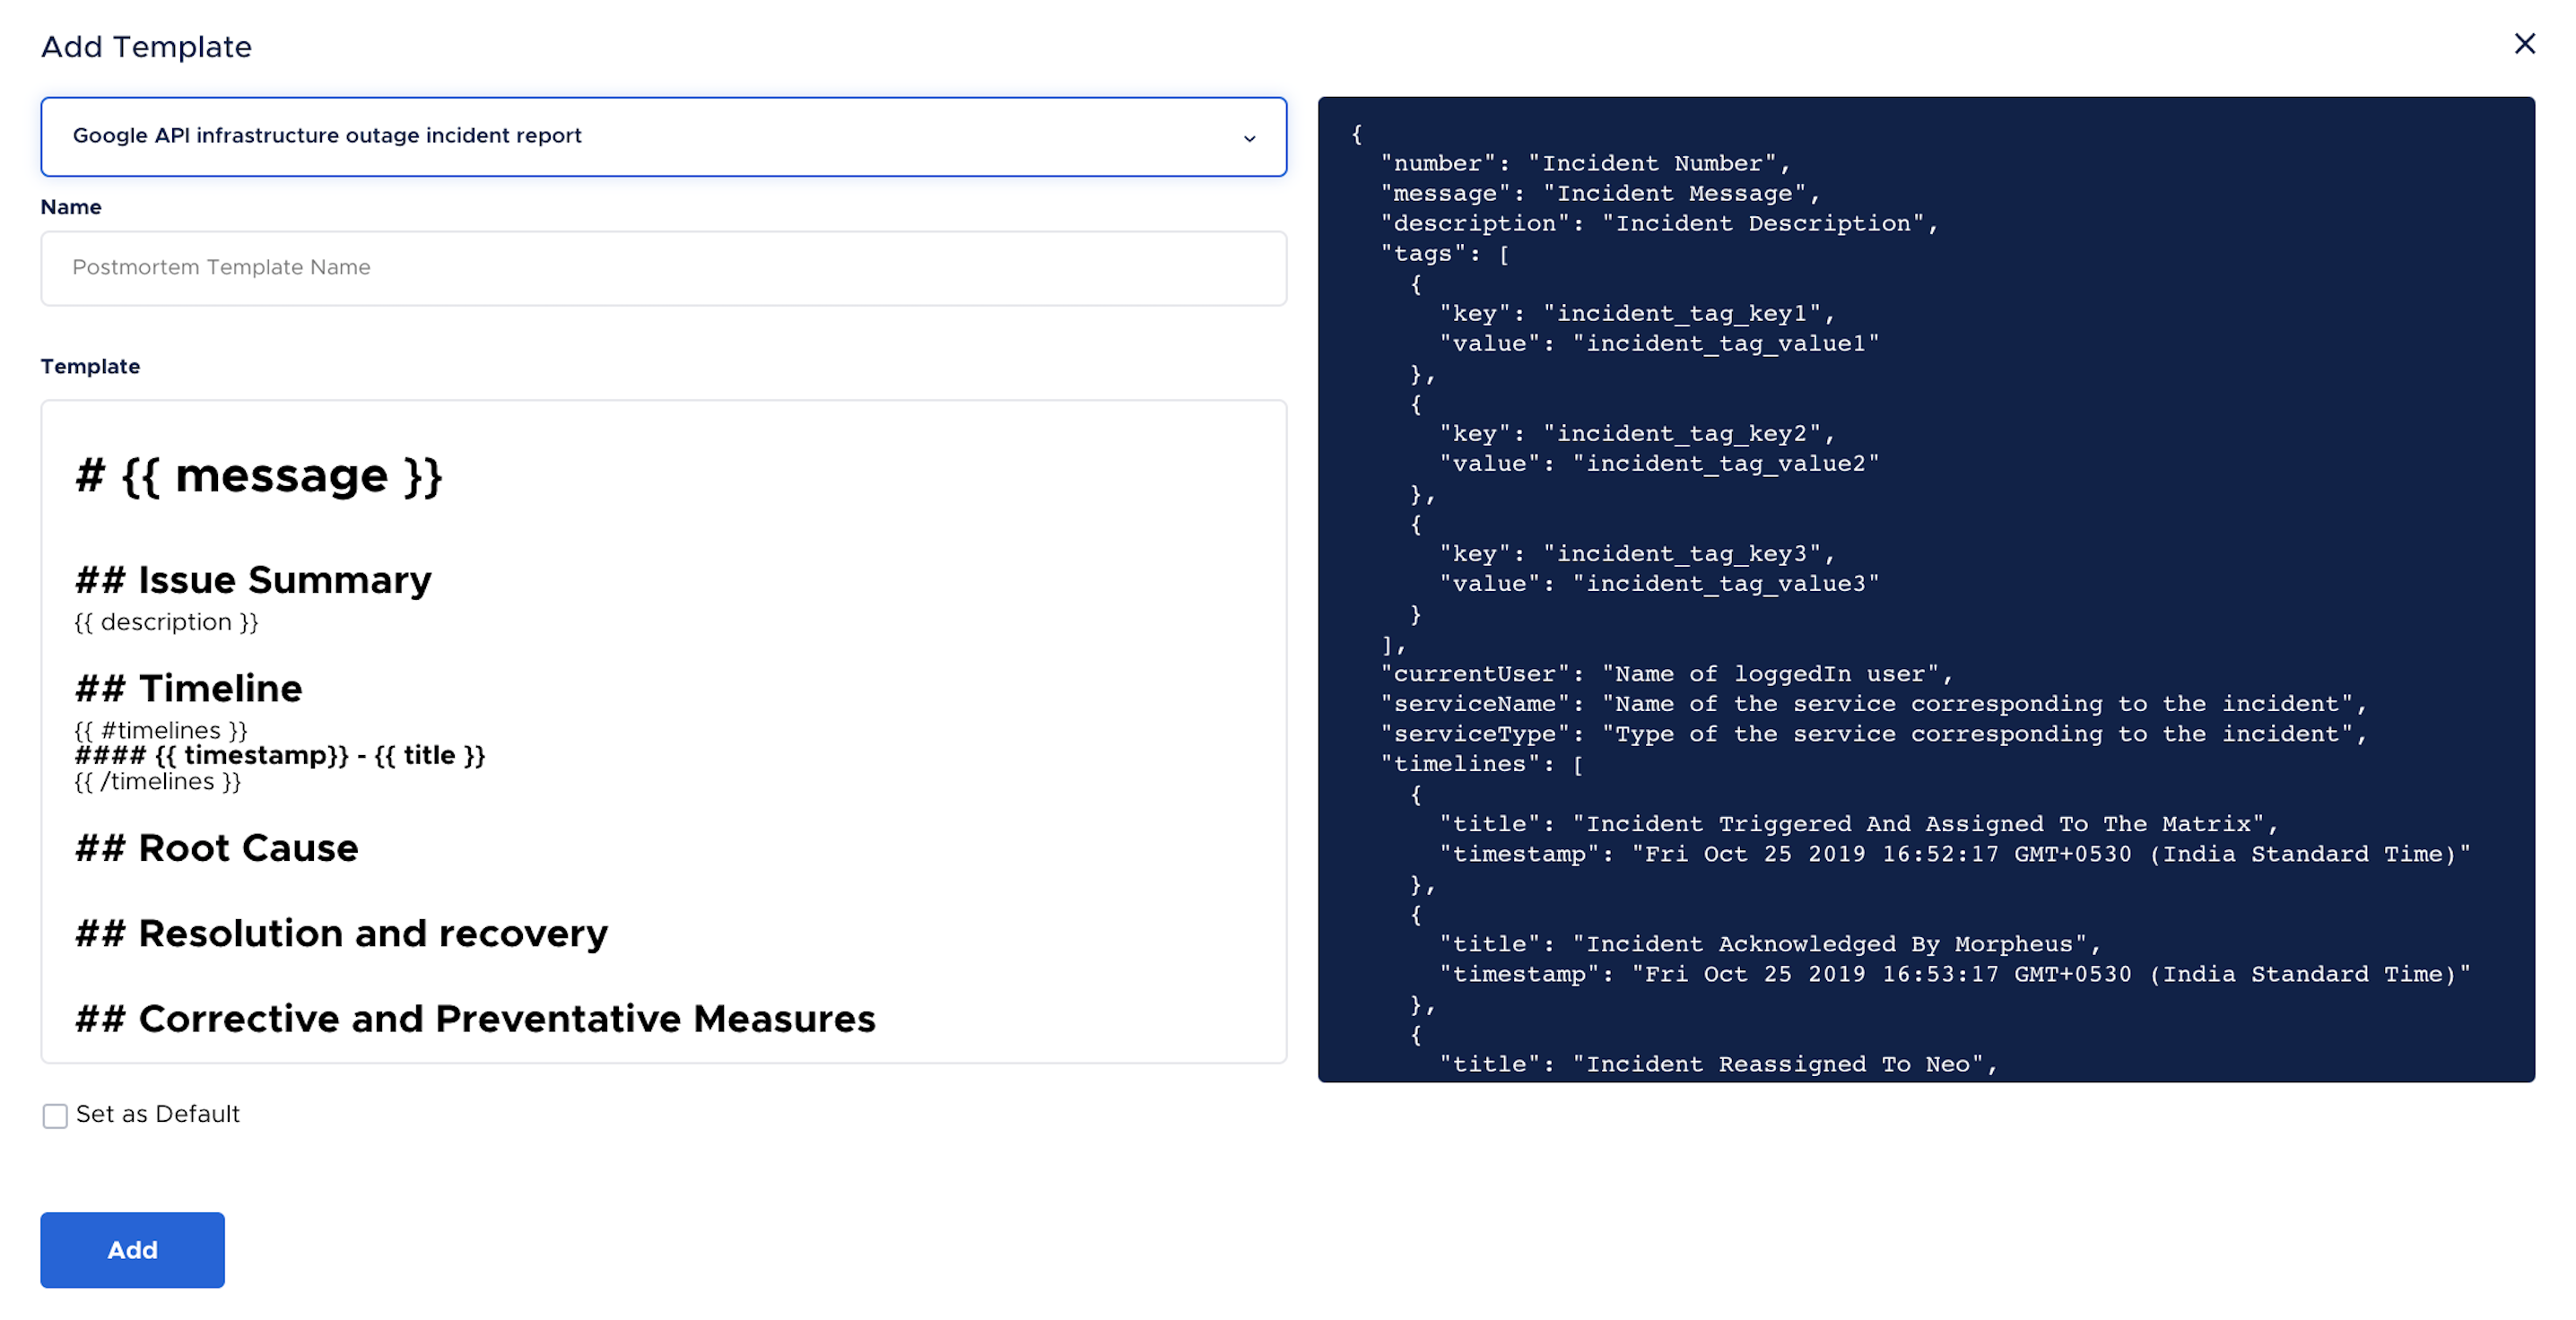 Add Template
Google API infrastructure outage incident report
Name
Postmortem Template Name
Template
# {{ message }}
## Issue Summary
{{ description }}
## Timeline
{{ #timelines }}
#### {{ timestamp}} - {{ title }}
{{ /timelines }}
## Root Cause
## Resolution and recovery
## Corrective and Preventative Measures
Set as Default
Add
{
"number": "Incident Number",
"message": "Incident Message",
"description": "Incident Description",
"tags": [
{
"key": "incident_tag_key1",
"value": "incident_tag_value1"
},
{
"key": "incident_tag_key2",
"value": "incident_tag_value2"
},
{
"key": "incident_tag_key3",
"value": "incident_tag_value3"
}
],
"currentUser": "Name of loggedIn user",
"serviceName": "Name of the service corresponding to the incident",
"serviceType": "Type of the service corresponding to the incident",
"timelines": [
{
"title": "Incident Triggered And Assigned To The Matrix",
"timestamp": "Fri Oct 25 2019 16:52:17 GMT+0530 (India Standard Time)"
},
{
"title": "Incident Acknowledged By Morpheus",
"timestamp": "Fri Oct 25 2019 16:53:17 GMT+0530 (India Standard Time)"
},
{
"title": "Incident Reassigned To Neo",